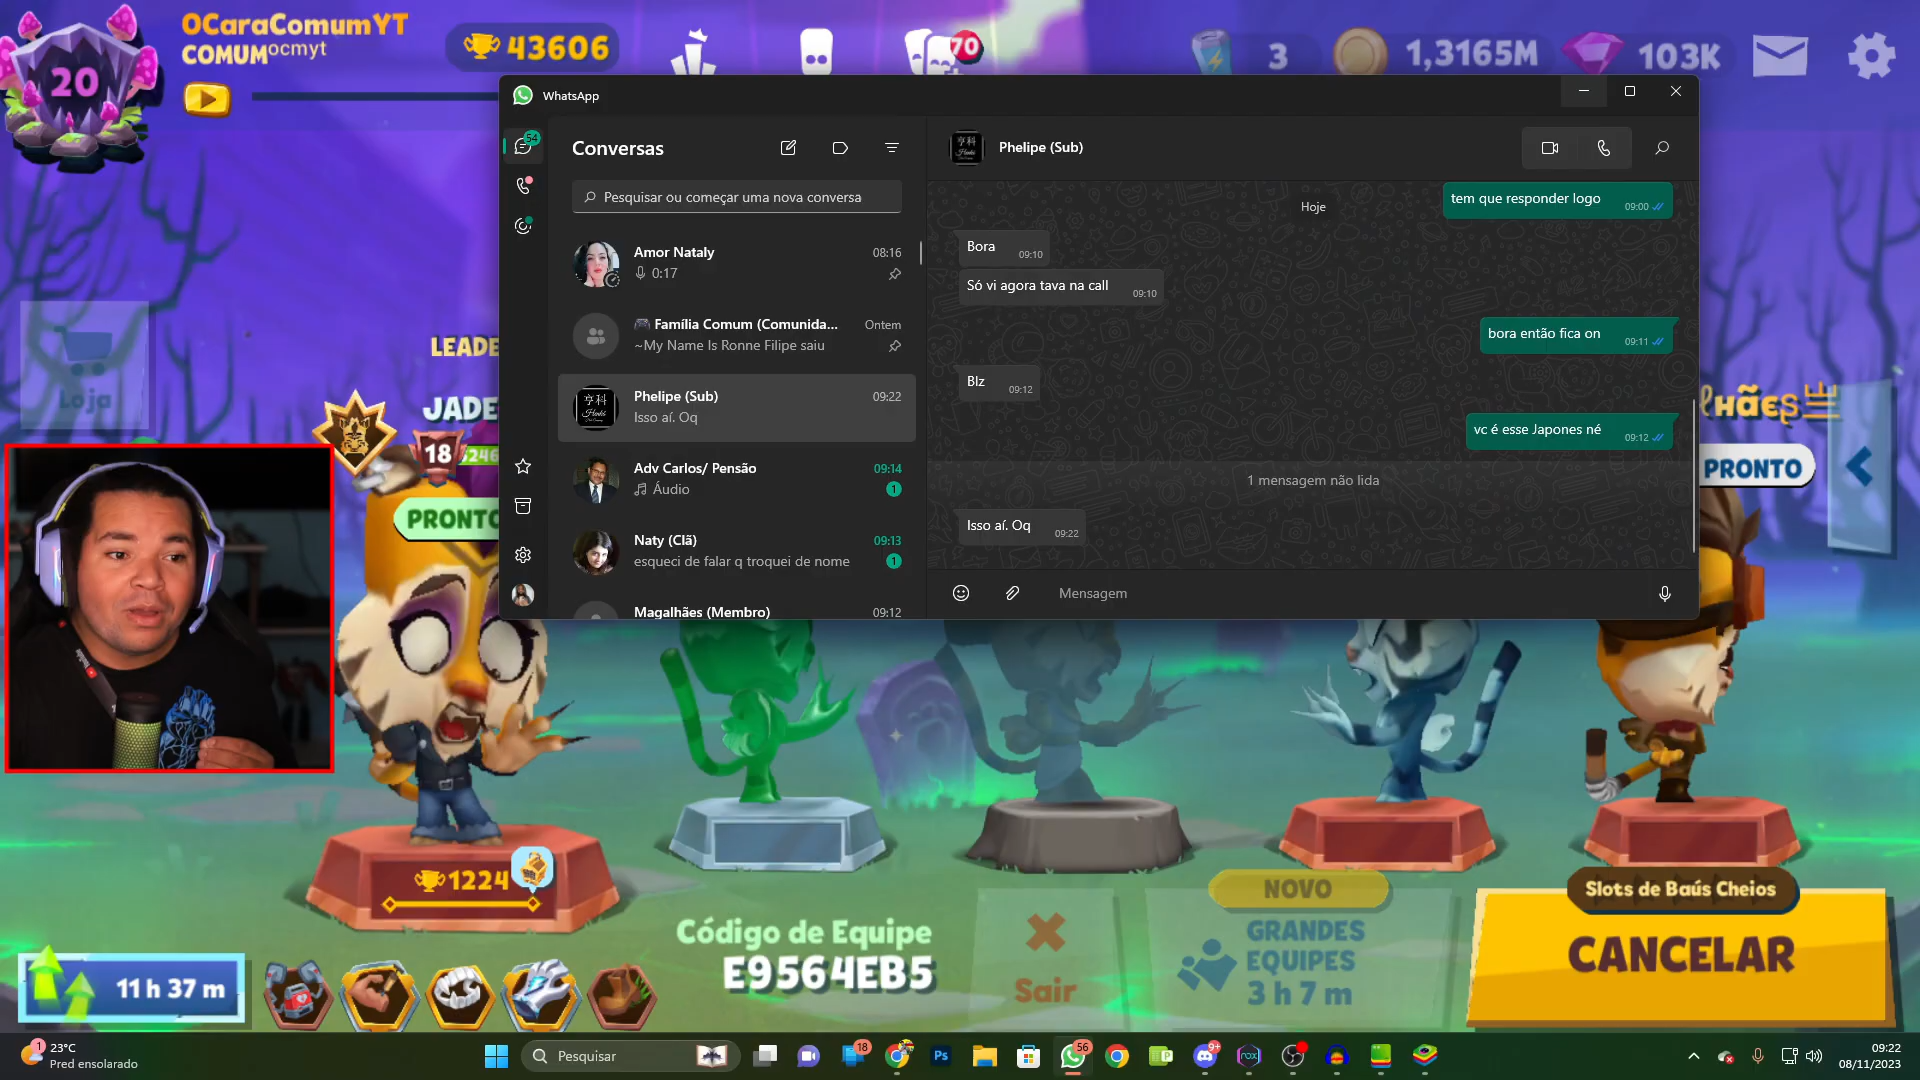 20
OCaraComumYT
COMUMocmyt
43606
70
3
1,3165M
103K
WhatsApp
54
Conversas
Pesquisar ou começar uma nova conversa
Amor Nataly
08:16
0:17
🎮 Família Comum (Comunida...
Ontem
~My Name Is Ronne Filipe saiu
Phelipe (Sub)
09:22
Isso aí. Oq
Adv Carlos/ Pensão
09:14
Áudio
1
Naty (Clã)
09:13
esqueci de falar q troquei de nome
1
Magalhães (Membro)
09:12
Phelipe (Sub)
tem que responder logo
09:00
Hoje
Bora
09:10
Só vi agora tava na call
09:10
bora então fica on
09:11
Blz
09:12
vc é esse Japones né
09:12
1 mensagem não lida
Isso aí. Oq
09:22
Mensagem
Loja
LEADE
JADE
18
PRONTO
PRONTO
1224
11 h 37 m
Código de Equipe
E9564EB5
Sair
NOVO
GRANDES
EQUIPES
3 h 7 m
Slots de Baús Cheios
CANCELAR
1
23°C
Pred ensolarado
Pesquisar
18
Ps
56
9+
09:22
08/11/2023